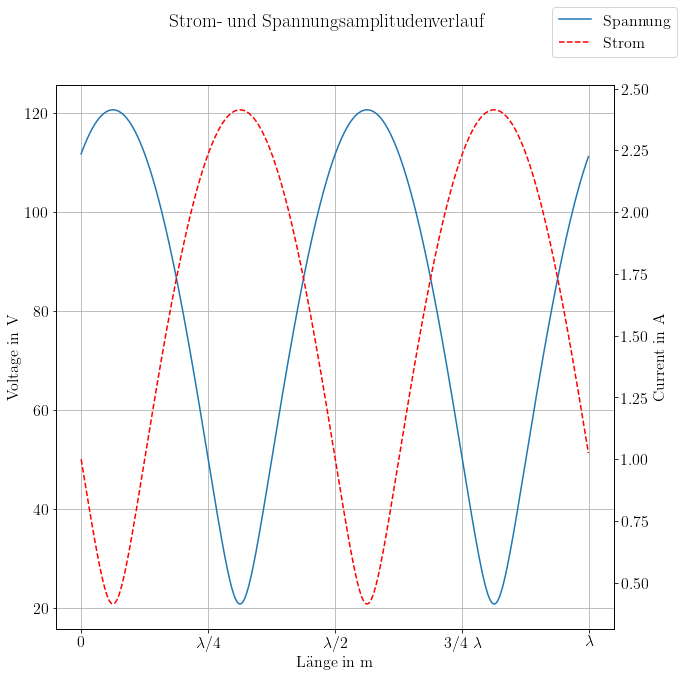 Strom- und Spannungsamplitudenverlauf
Spannung
Strom
120
100
80
60
40
20
Voltage in V
2.50
2.25
2.00
1.75
1.50
1.25
1.00
0.75
0.50
Current in A
0
λ/4
λ/2
3/4 λ
λ
Länge in m